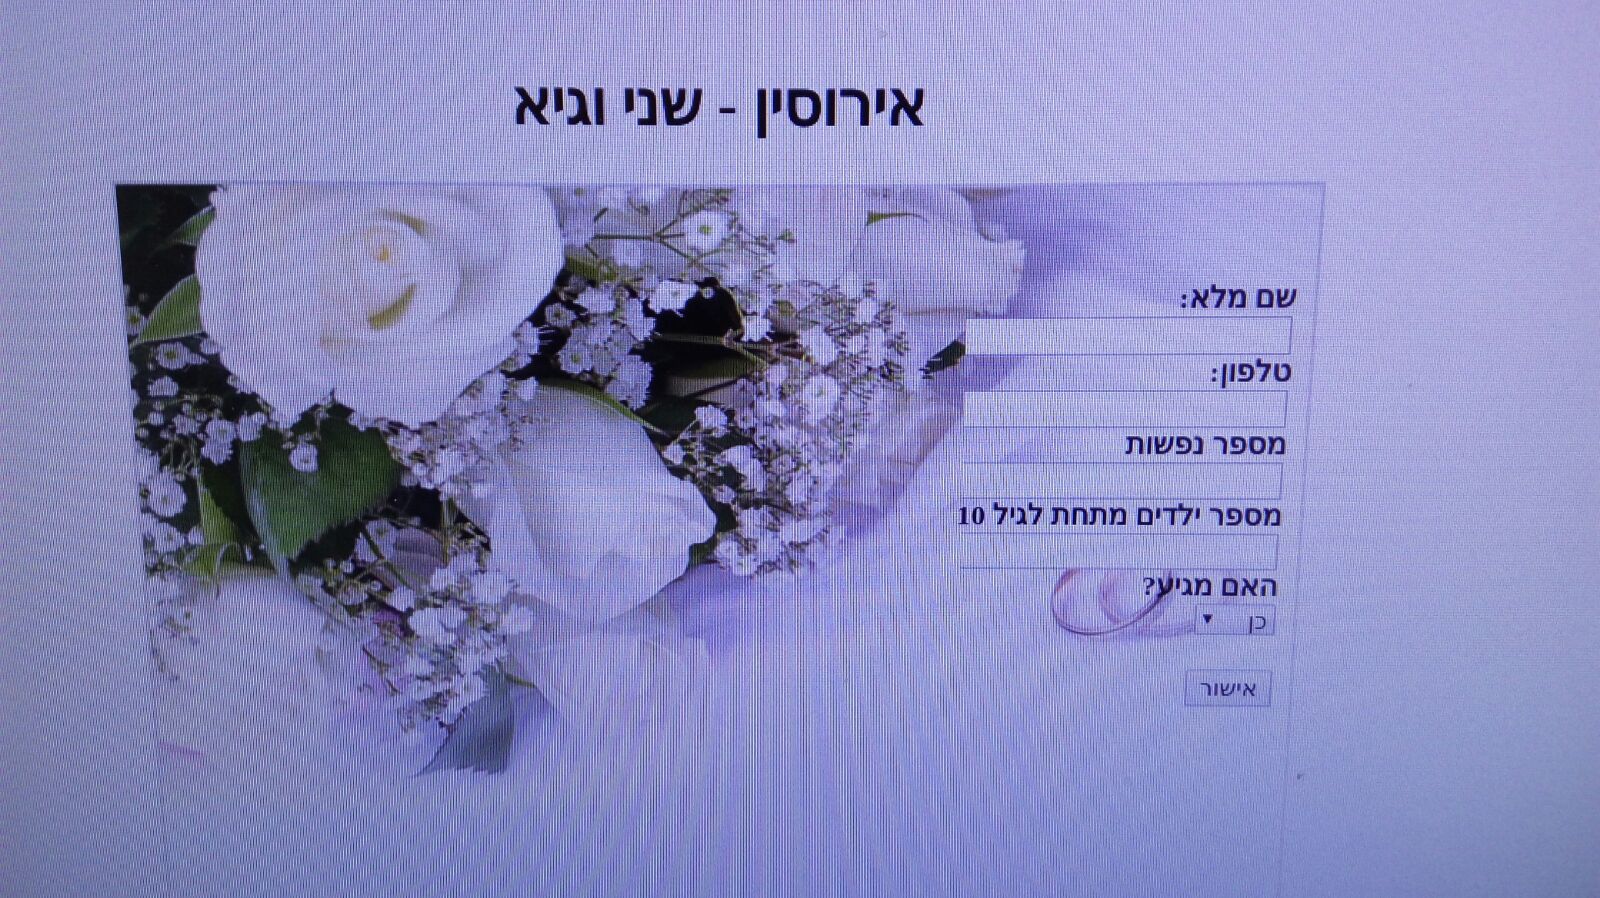 אירוסין - שני וגיא
שם מלא:
טלפון:
מספר נפשות
מספר ילדים מתחת לגיל 10
האם מגיע?
כן
אישור